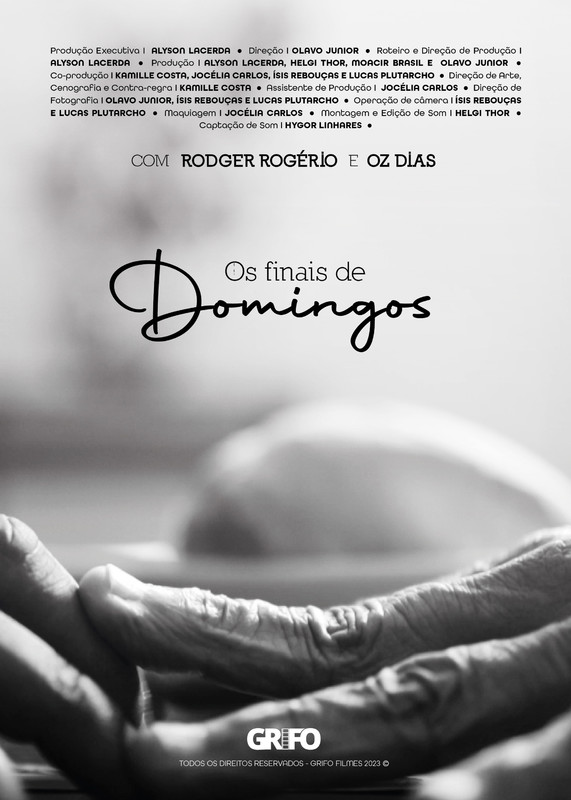 Produção Executiva | ALYSON LACERDA • Direção | OLAVO JUNIOR • Roteiro e Direção de Produção |
ALYSON LACERDA • Produção | ALYSON LACERDA, HELGI THOR, MOACIR BRASIL E OLAVO JUNIOR •
Co-produção | KAMILLE COSTA, JOCÉLIA CARLOS, ÍSIS REBOUÇAS E LUCAS PLUTARCHO • Direção de Arte,
Cenografia e Contra-regra | KAMILLE COSTA • Assistente de Produção | JOCÉLIA CARLOS • Direção de
Fotografia | OLAVO JUNIOR, ÍSIS REBOUÇAS E LUCAS PLUTARCHO • Operação de câmera | ÍSIS REBOUÇAS
E LUCAS PLUTARCHO • Maquiagem | JOCÉLIA CARLOS • Montagem e Edição de Som | HELGI THOR •
Captação de Som | HYGOR LINHARES •
COM RODGER ROGÉRIO E OZ DIAS
Os finais de
Domingos
GRIFO
TODOS OS DIREITOS RESERVADOS - GRIFO FILMES 2023 ©